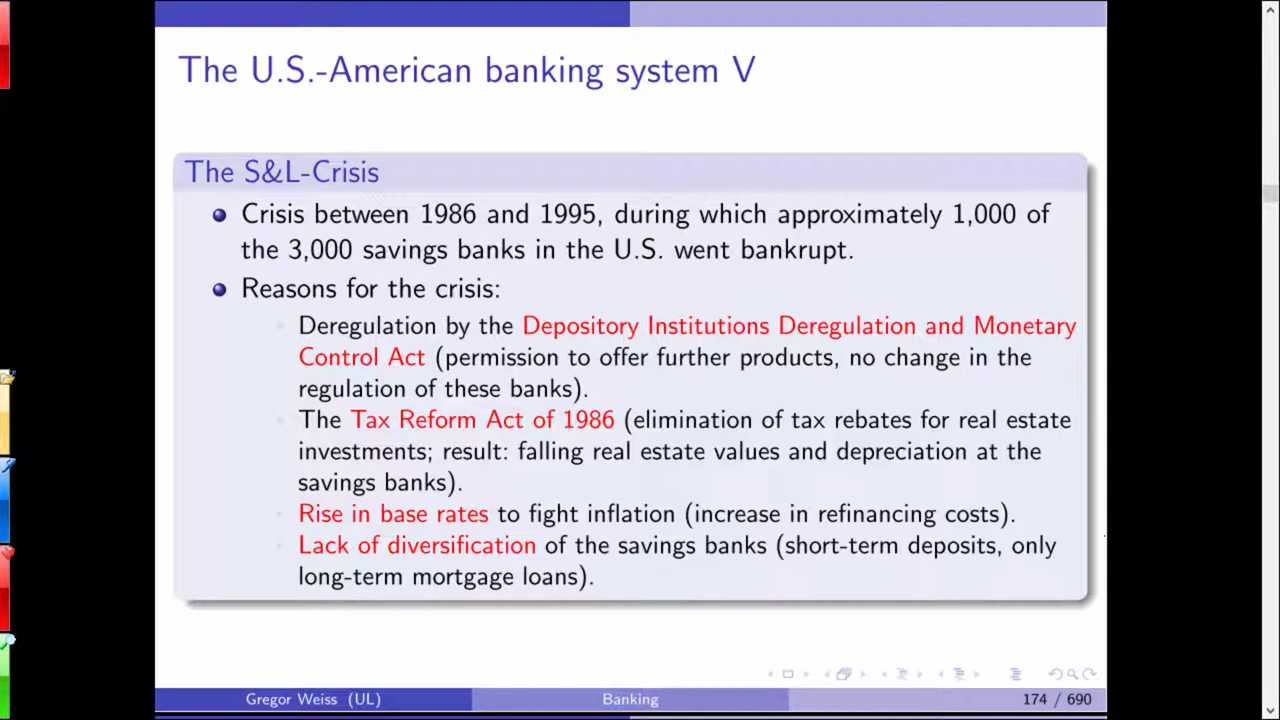 The U.S.-American banking system V
The S&L-Crisis
Crisis between 1986 and 1995, during which approximately 1,000 of
the 3,000 savings banks in the U.S. went bankrupt.
Reasons for the crisis:
Deregulation by the Depository Institutions Deregulation and Monetary
Control Act (permission to offer further products, no change in the
regulation of these banks).
The Tax Reform Act of 1986 (elimination of tax rebates for real estate
investments; result: falling real estate values and depreciation at the
savings banks).
Rise in base rates to fight inflation (increase in refinancing costs).
Lack of diversification of the savings banks (short-term deposits, only
long-term mortgage loans).
Gregor Weiss (UL)
Banking
174 / 690